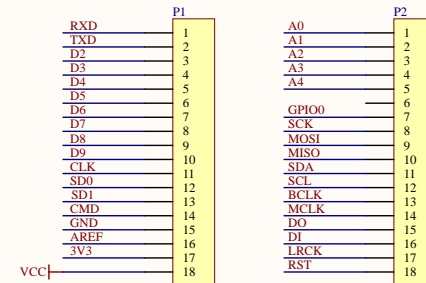 P1
RXD 1
TXD 2
D2 3
D3 4
D4 5
D5 6
D6 7
D7 8
D8 9
D9 10
CLK 11
SD0 12
SD1 13
CMD 14
GND 15
AREF 16
3V3 17
VCC 18
P2
A0 1
A1 2
A2 3
A3 4
A4 5
6
GPIO0 7
SCK 8
MOSI 9
MISO 10
SDA 11
SCL 12
BCLK 13
MCLK 14
DO 15
DI 16
LRCK 17
RST 18